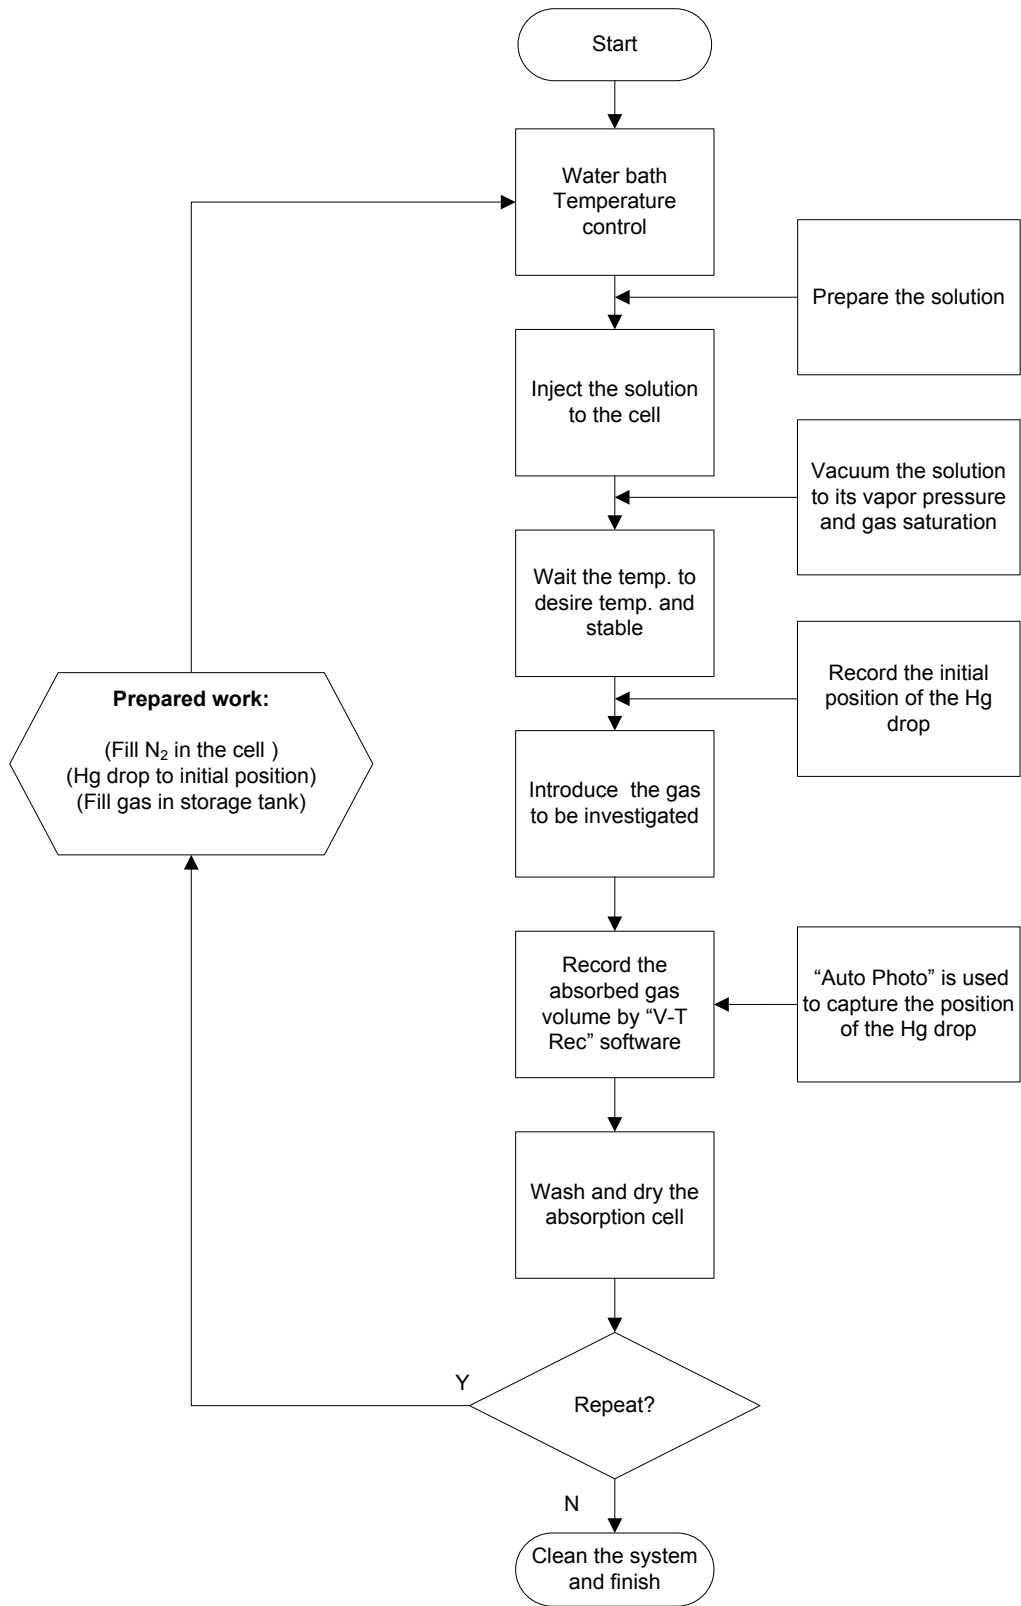 Start
Water bath
Temperature
control
Prepare the solution
Inject the solution
to the cell
Vacuum the solution
to its vapor pressure
and gas saturation
Wait the temp. to
desire temp. and
stable
Record the initial
position of the Hg
drop
Prepared work:
(Fill N₂ in the cell )
(Hg drop to initial position)
(Fill gas in storage tank)
Introduce  the gas
to be investigated
Record the
absorbed gas
volume by “V-T
Rec” software
“Auto Photo” is used
to capture the position
of the Hg drop
Wash and dry the
absorption cell
Y
Repeat?
N
Clean the system
and finish